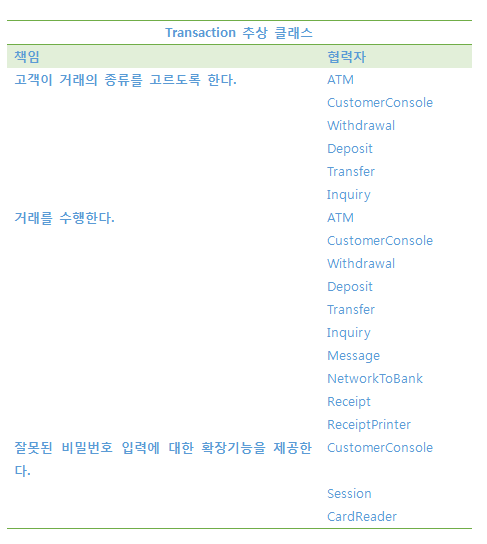 Transaction 추상 클래스
책임 협력자
고객이 거래의 종류를 고르도록 한다. ATM
CustomerConsole
Withdrawal
Deposit
Transfer
Inquiry
거래를 수행한다. ATM
CustomerConsole
Withdrawal
Deposit
Transfer
Inquiry
Message
NetworkToBank
Receipt
ReceiptPrinter
잘못된 비밀번호 입력에 대한 확장기능을 제공한 CustomerConsole
다.
Session
CardReader